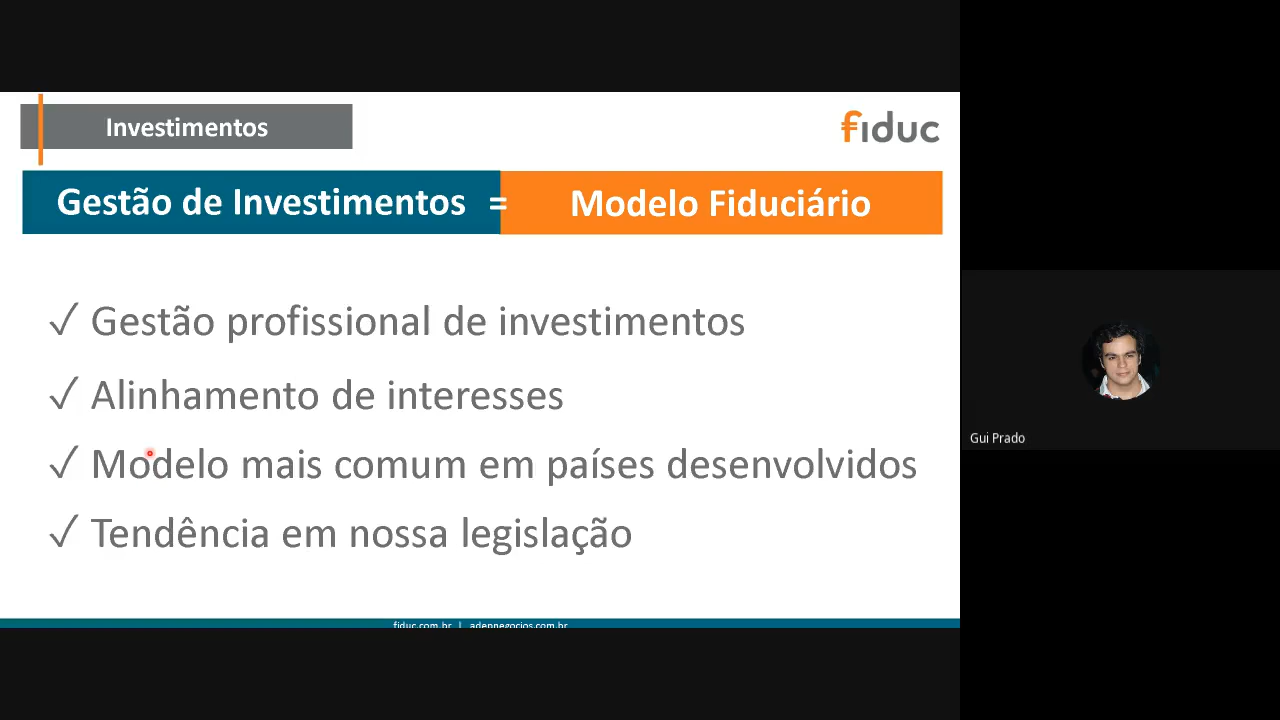 Investimentos
fiduc
Gestão de Investimentos = Modelo Fiduciário
✓ Gestão profissional de investimentos
✓ Alinhamento de interesses
✓ Modelo mais comum em países desenvolvidos
✓ Tendência em nossa legislação
Gui Prado
fiduc.com.br | adennegocios.com.br